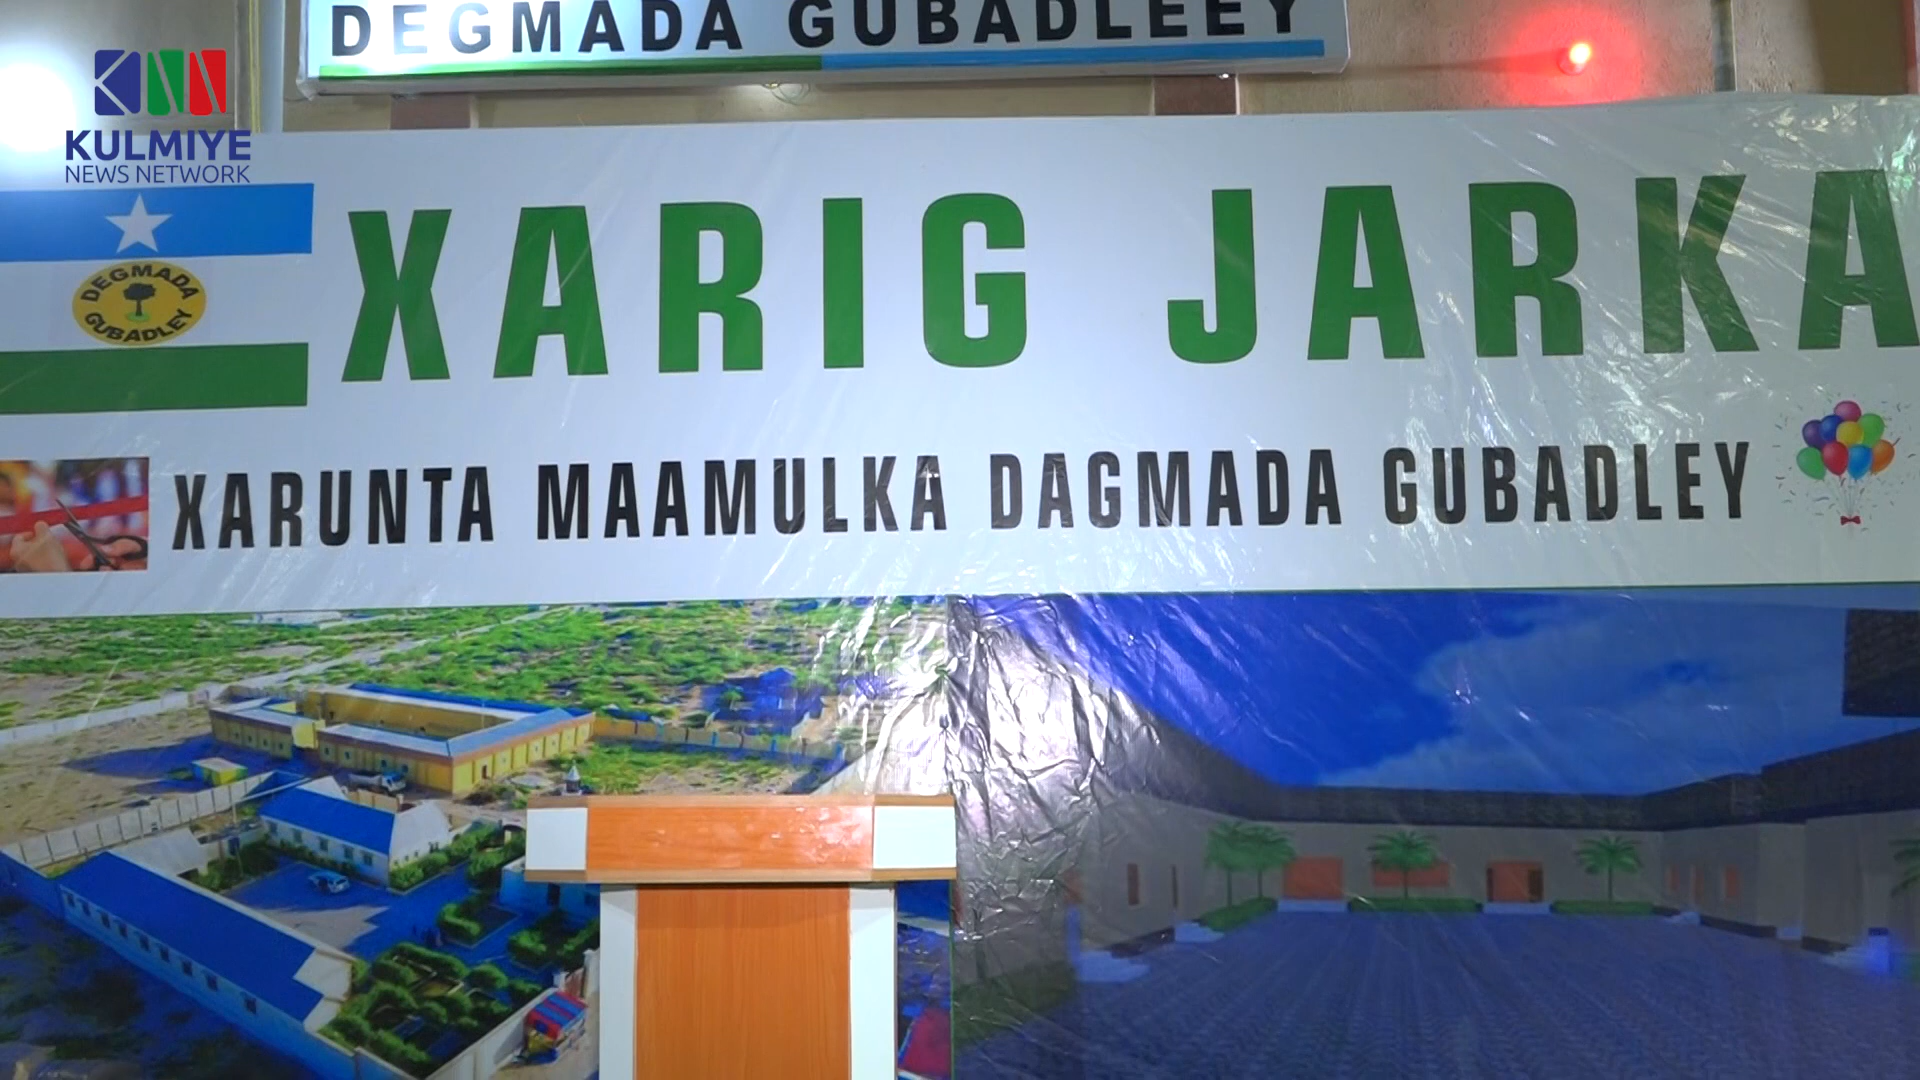 DEGMADA GUBADLEEY
KULMIYE
NEWS NETWORK
XARIG JARKA
DEGMADA
GUBADLEY
XARUNTA MAAMULKA DAGMADA GUBADLEY